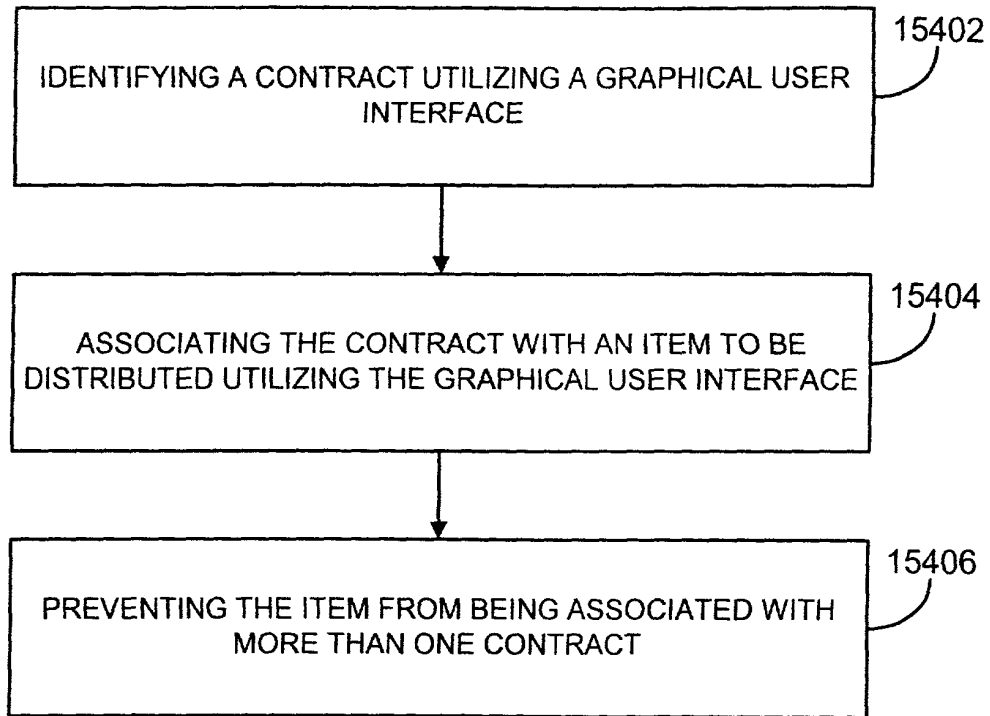 15402
IDENTIFYING A CONTRACT UTILIZING A GRAPHICAL USER
INTERFACE
15404
ASSOCIATING THE CONTRACT WITH AN ITEM TO BE
DISTRIBUTED UTILIZING THE GRAPHICAL USER INTERFACE
15406
PREVENTING THE ITEM FROM BEING ASSOCIATED WITH
MORE THAN ONE CONTRACT